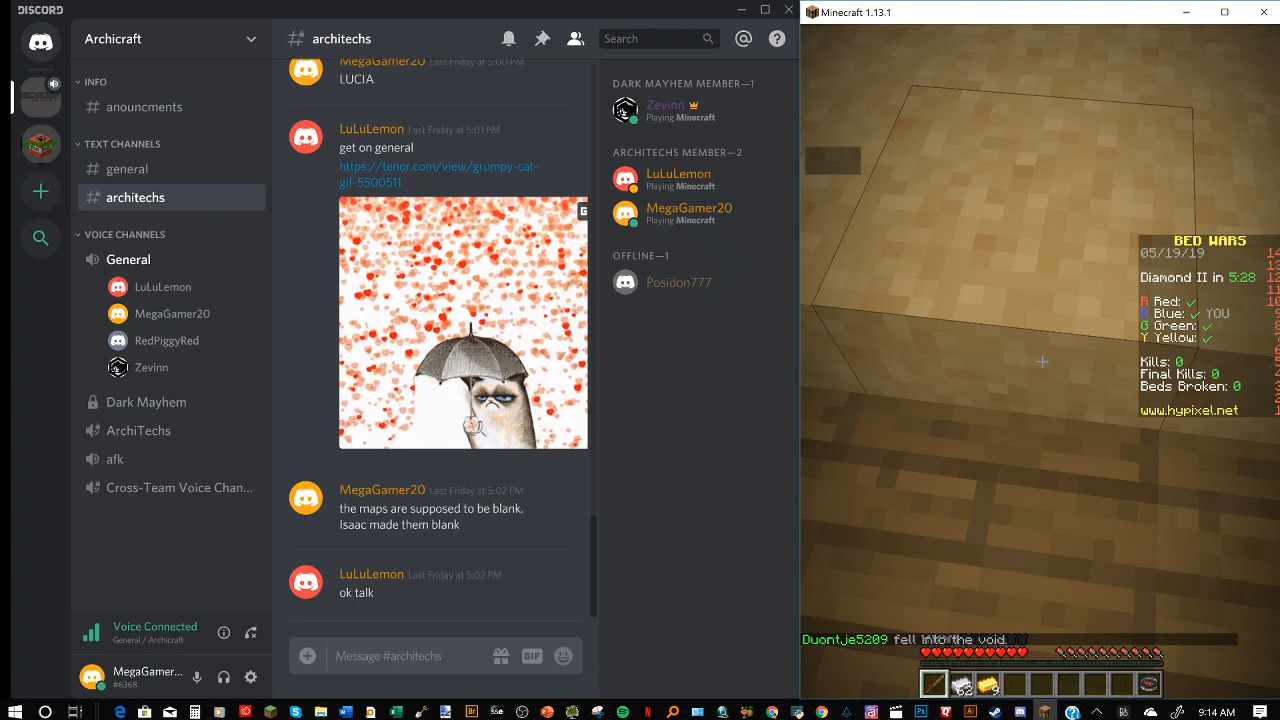 DISCORD
Archicraft
INFO
# anouncments
TEXT CHANNELS
# general
# architechs
VOICE CHANNELS
General
LuLuLemon
MegaGamer20
RedPiggyRed
Zevinn
Dark Mayhem
ArchiTechs
afk
Cross-Team Voice Chan...
Voice Connected
General / Archicraft
MegaGamer...
#6368
# architechs
Search
MegaGamer20 Last Friday at 5:00 PM
LUCIA
LuLuLemon Last Friday at 5:01 PM
get on general
https://tenor.com/view/grumpy-cat-
gif-5500511
G
MegaGamer20 Last Friday at 5:02 PM
the maps are supposed to be blank.
Isaac made them blank
LuLuLemon Last Friday at 5:02 PM
ok talk
Message #architechs
GIF
DARK MAYHEM MEMBER—1
Zevinn
Playing Minecraft
ARCHITECHS MEMBER—2
LuLuLemon
Playing Minecraft
MegaGamer20
Playing Minecraft
OFFLINE—1
Posidon777
Minecraft 1.13.1
BED WARS
05/19/19
Diamond II in 5:28
R Red: ✓
B Blue: ✓ YOU
G Green: ✓
Y Yellow: ✓
Kills: 0
Final Kills: 0
Beds Broken: 0
www.hypixel.net
Duontje5209 fell into the void.
62
9
9:14 AM